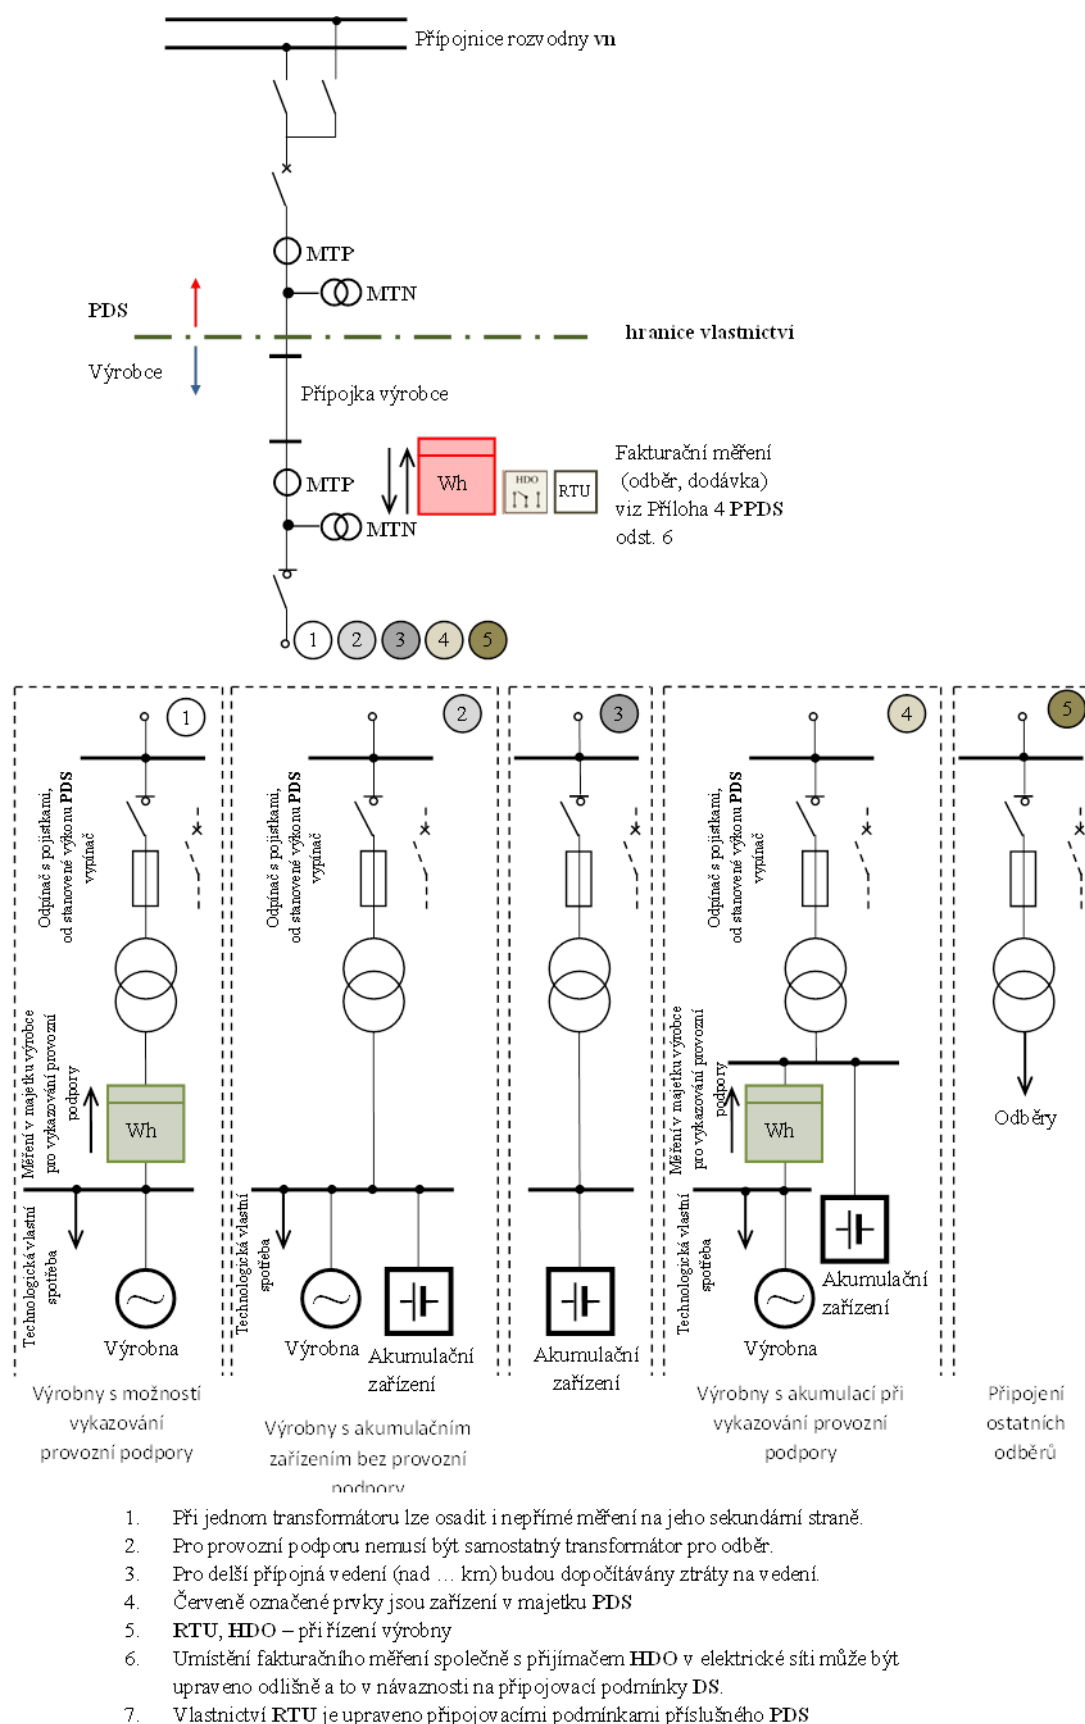 Přípojnice rozvodny vn
MTP
MTN
PDS
hranice vlastnictví
Výrobce
Přípojka výrobce
MTP
MTN
Wh
HDO
RTU
Fakturační měření
(odběr, dodávka)
viz Příloha 4 PPDS
odst. 6
1 2 3 4 5
1
Odpínač s pojistkami,
od stanovené výkonu PDS
vypínač
Měření v majetku výrobce
pro vykazování provozní
podpory
Wh
Technologická vlastní
spotřeba
Výrobna
Výrobny s možností
vykazování
provozní podpory
2
Odpínač s pojistkami,
od stanovené výkonu PDS
vypínač
Technologická vlastní
spotřeba
Výrobna
Akumulační
zařízení
Výrobny s akumulačním
zařízením bez provozní
podpory
3
Akumulační
zařízení
4
Odpínač s pojistkami,
od stanovené výkonu PDS
vypínač
Měření v majetku výrobce
pro vykazování provozní
podpory
Wh
Technologická vlastní
spotřeba
Výrobna
Akumulační
zařízení
Výrobny s akumulací při
vykazování provozní
podpory
5
Odběry
Připojení
ostatních
odběrů
1. Při jednom transformátoru lze osadit i nepřímé měření na jeho sekundární straně.
2. Pro provozní podporu nemusí být samostatný transformátor pro odběr.
3. Pro delší přípojná vedení (nad … km) budou dopočítávány ztráty na vedení.
4. Červeně označené prvky jsou zařízení v majetku PDS
5. RTU, HDO – při řízení výrobny
6. Umístění fakturačního měření společně s přijímačem HDO v elektrické síti může být
upraveno odlišně a to v návaznosti na připojovací podmínky DS.
7. Vlastnictví RTU je upraveno připojovacími podmínkami příslušného PDS